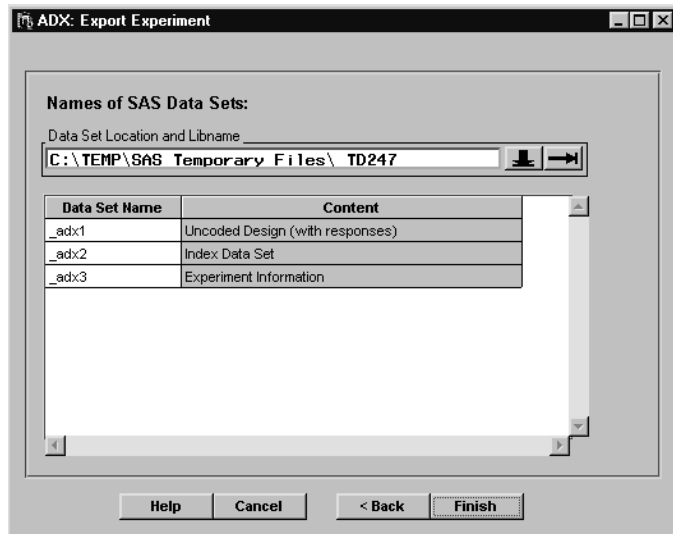 ADX: Export Experiment
Names of SAS Data Sets:
Data Set Location and Libname
C:\TEMP\SAS Temporary Files\_TD247
Data Set Name Content
_adx1 Uncoded Design (with responses)
_adx2 Index Data Set
_adx3 Experiment Information
Help Cancel < Back Finish